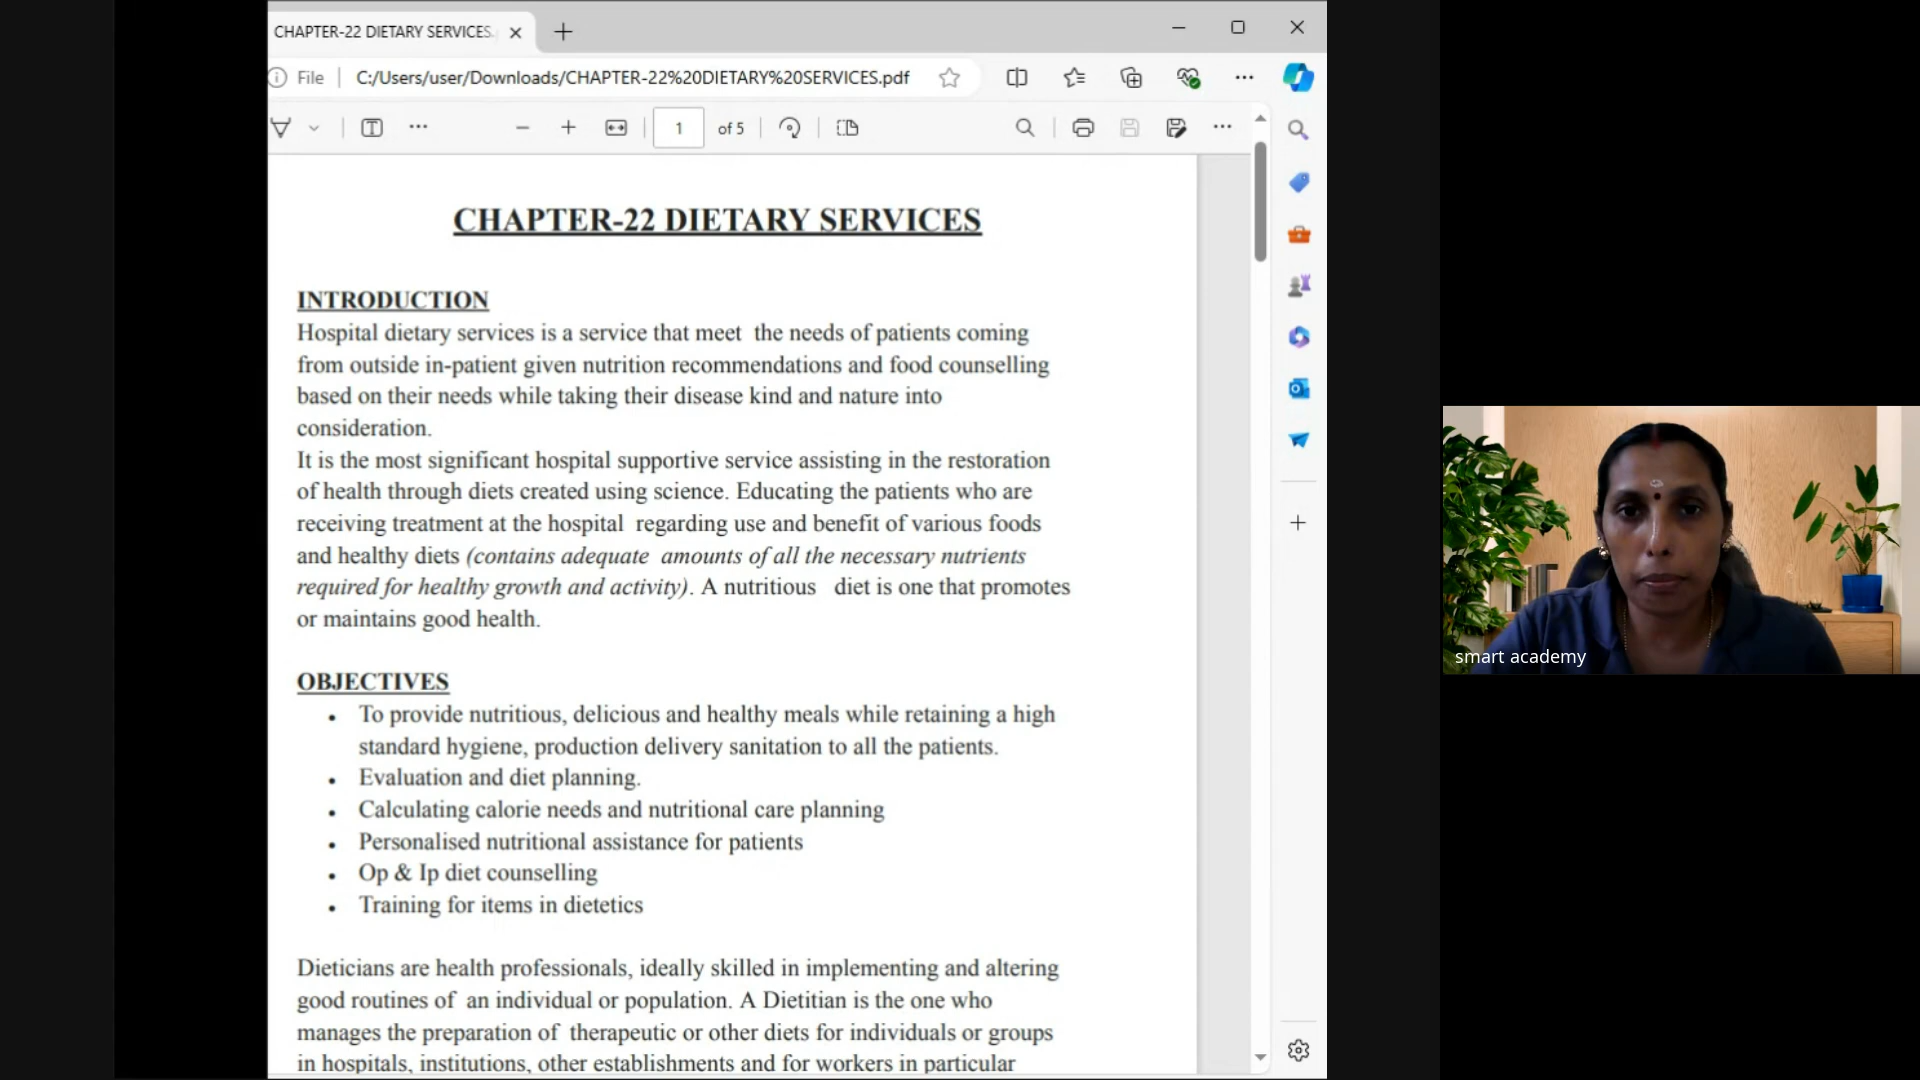 CHAPTER-22 DIETARY SERVICES.
File
C:/Users/user/Downloads/CHAPTER-22%20DIETARY%20SERVICES.pdf
1 of 5
CHAPTER-22 DIETARY SERVICES
INTRODUCTION
Hospital dietary services is a service that meet the needs of patients coming
from outside in-patient given nutrition recommendations and food counselling
based on their needs while taking their disease kind and nature into
consideration.
It is the most significant hospital supportive service assisting in the restoration
of health through diets created using science. Educating the patients who are
receiving treatment at the hospital regarding use and benefit of various foods
and healthy diets (contains adequate amounts of all the necessary nutrients
required for healthy growth and activity). A nutritious diet is one that promotes
or maintains good health.
OBJECTIVES
• To provide nutritious, delicious and healthy meals while retaining a high
standard hygiene, production delivery sanitation to all the patients.
• Evaluation and diet planning.
• Calculating calorie needs and nutritional care planning
• Personalised nutritional assistance for patients
• Op & Ip diet counselling
• Training for items in dietetics
Dieticians are health professionals, ideally skilled in implementing and altering
good routines of an individual or population. A Dietitian is the one who
manages the preparation of therapeutic or other diets for individuals or groups
in hospitals, institutions, other establishments and for workers in particular
smart academy